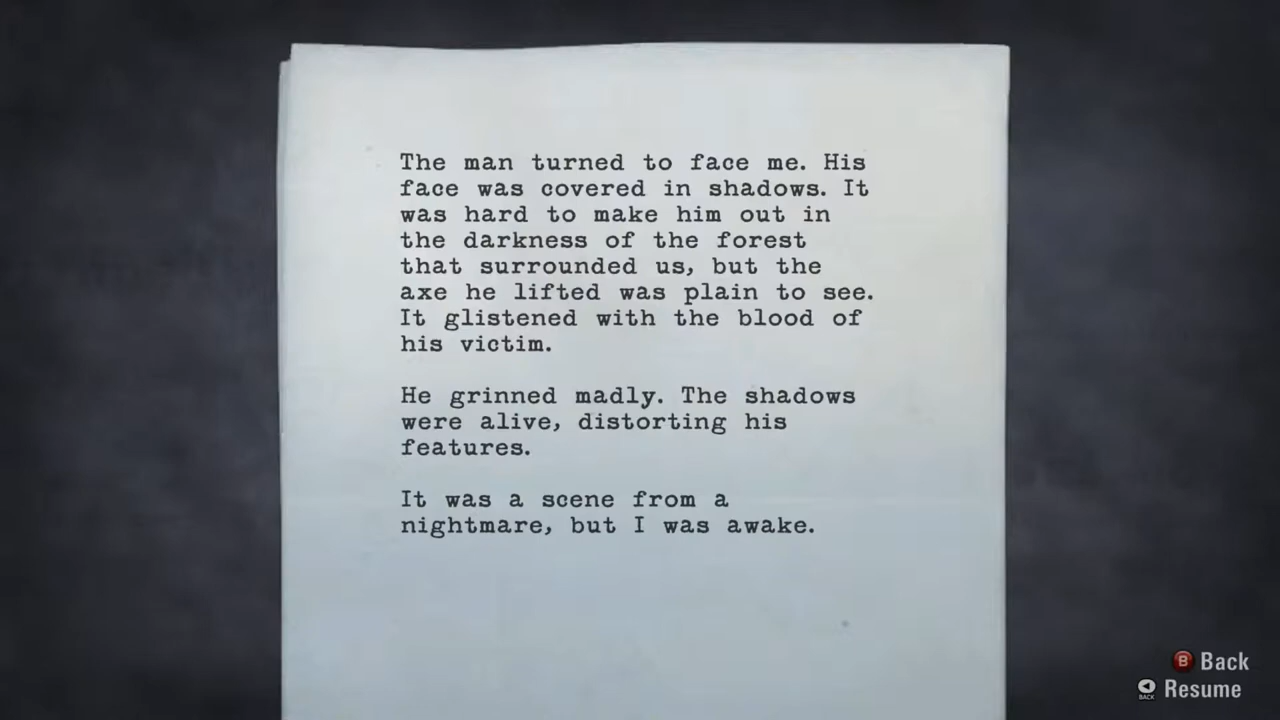 The man turned to face me. His
face was covered in shadows. It
was hard to make him out in
the darkness of the forest
that surrounded us, but the
axe he lifted was plain to see.
It glistened with the blood of
his victim.
He grinned madly. The shadows
were alive, distorting his
features.
It was a scene from a
nightmare, but I was awake.
B Back
BACK Resume